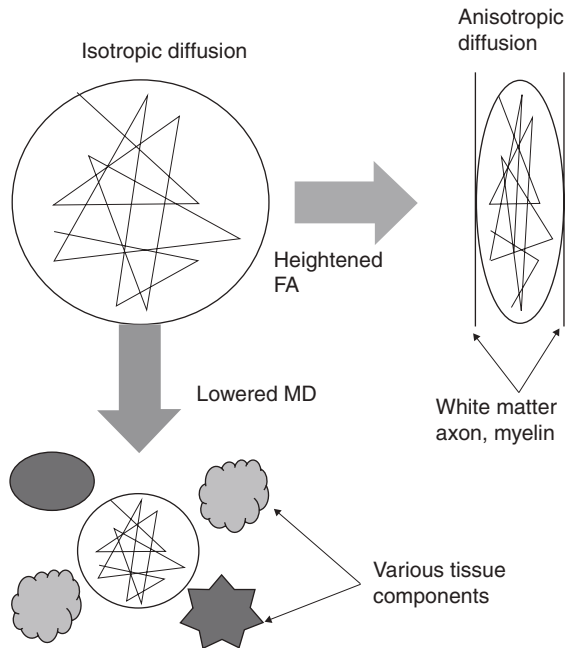 Isotropic diffusion
Anisotropic
diffusion
Heightened
FA
Lowered MD
White matter
axon, myelin
Various tissue
components